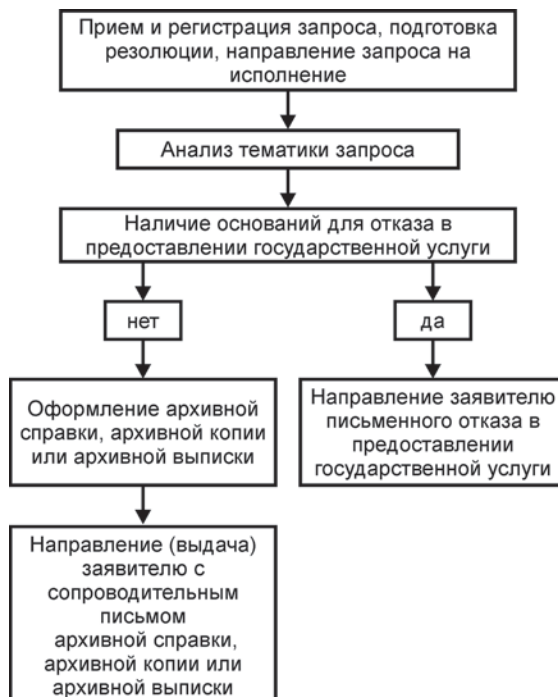 Прием и регистрация запроса, подготовка
резолюции, направление запроса на
исполнение
Анализ тематики запроса
Наличие оснований для отказа в
предоставлении государственной услуги
нет
да
Оформление архивной
справки, архивной копии
или архивной выписки
Направление заявителю
письменного отказа в
предоставлении
государственной услуги
Направление (выдача)
заявителю с
сопроводительным
письмом
архивной справки,
архивной копии или
архивной выписки